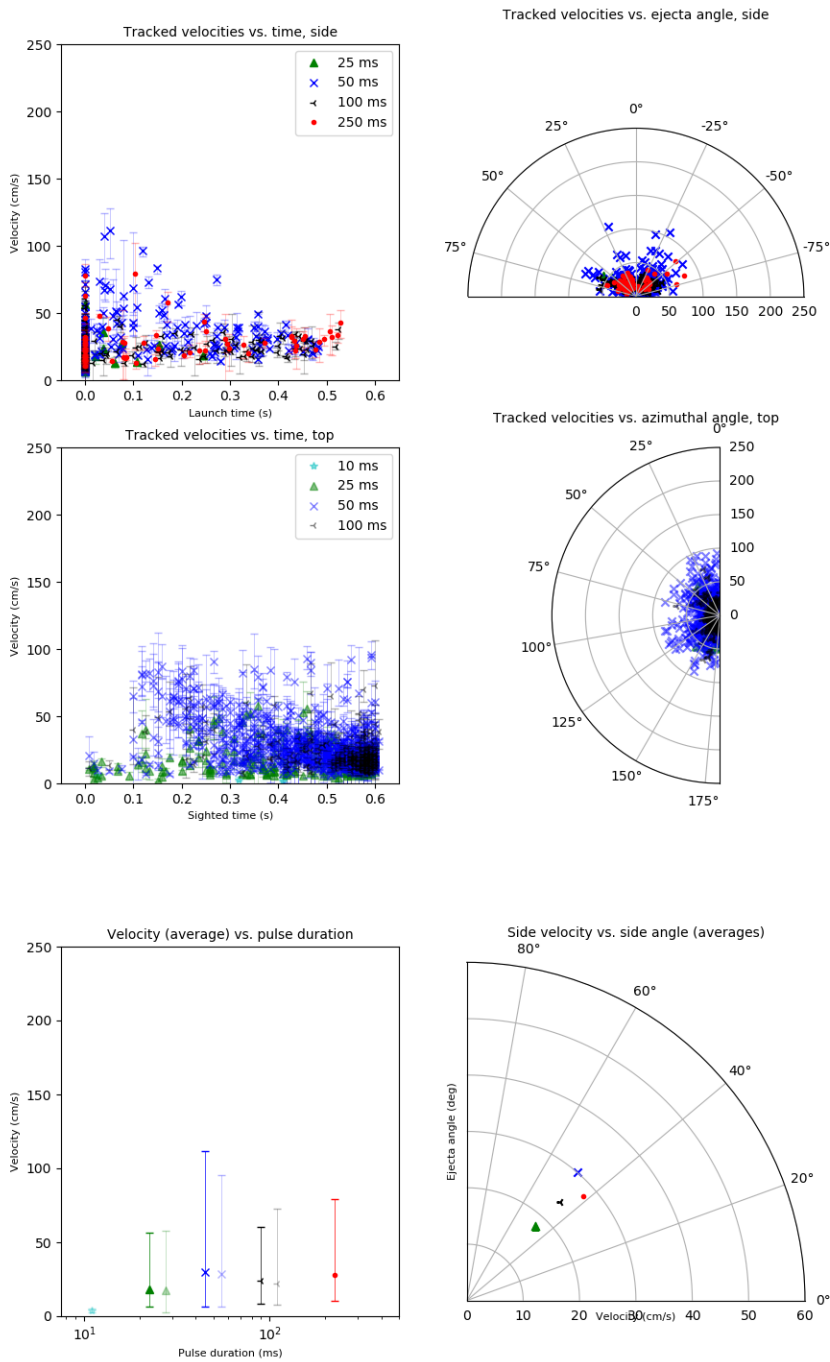 Tracked velocities vs. time, side
250
200
150
100
50
0
Velocity (cm/s)
25 ms
50 ms
100 ms
250 ms
0.0 0.1 0.2 0.3 0.4 0.5 0.6
Launch time (s)
Tracked velocities vs. ejecta angle, side
0°
25°
-25°
50°
-50°
75°
-75°
0 50 100 150 200 250
Tracked velocities vs. time, top
250
200
150
100
50
0
Velocity (cm/s)
10 ms
25 ms
50 ms
100 ms
0.0 0.1 0.2 0.3 0.4 0.5 0.6
Sighted time (s)
Tracked velocities vs. azimuthal angle, top
0°
25°
50°
75°
100°
125°
150°
175°
250
200
150
100
50
0
Velocity (average) vs. pulse duration
250
200
150
100
50
0
Velocity (cm/s)
10¹ 10²
Pulse duration (ms)
Side velocity vs. side angle (averages)
80°
60°
40°
20°
0°
Ejecta angle (deg)
0 10 20 30 40 50 60
Velocity (cm/s)